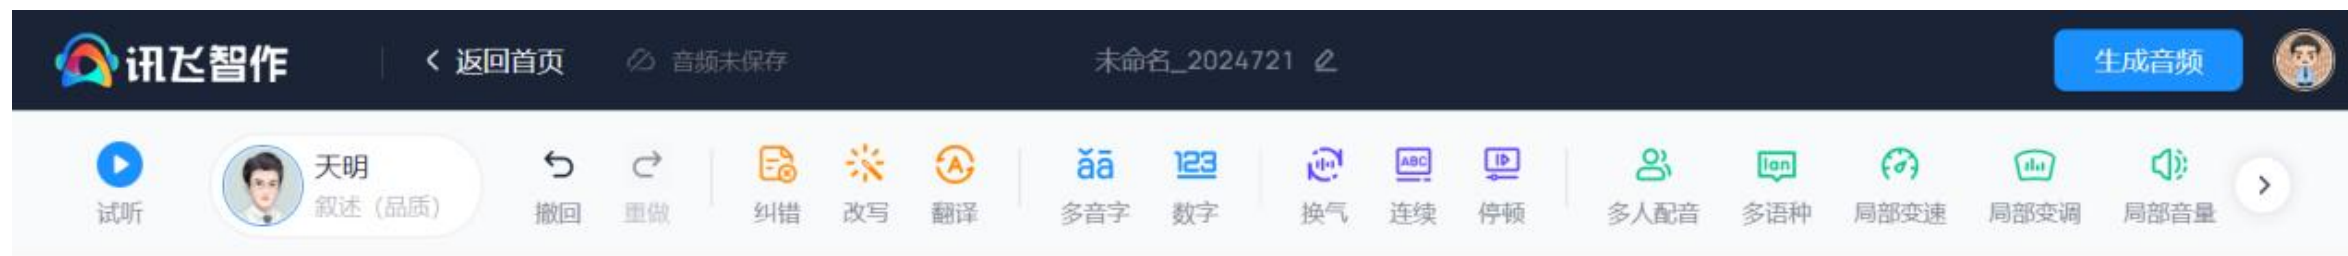 讯飞智作
返回首页
音频未保存
未命名_2024721
生成音频
天明
叙述（品质）
试听
撤回
重做
纠错
改写
翻译
ǎā
多音字
123
数字
换气
ABC
连续
停顿
多人配音
lan
多语种
局部变速
局部变调
局部音量